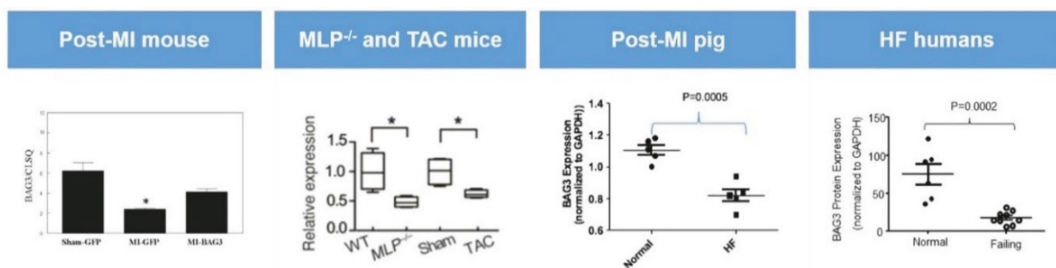 Post-MI mouse
MLP-/- and TAC mice
Post-MI pig
HF humans
BAG3/CLSQ
Sham-GFP
MI-GFP
MI-BAG3
*
Relative expression
1.5
1.0
0.5
0.0
* *
WT
MLP-/-
Sham
TAC
P=0.0005
BAG3 Expression
(normalized to GAPDH))
1.4
1.2
1.0
0.8
0.6
Normal
HF
P=0.0002
BAG3 Protein Expression
(normalized to GAPDH)
150
100
50
0
Normal
Failing